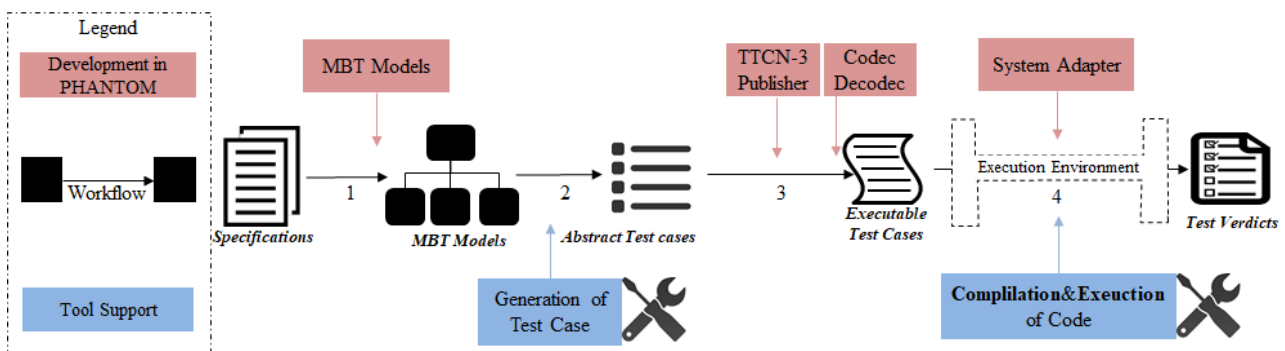 Legend
Development in
PHANTOM
Workflow
Tool Support
MBT Models
TTCN-3
Publisher
Codec
Decodec
System Adapter
1
2
3
Execution Environment
4
Specifications
MBT Models
Abstract Test cases
Executable
Test Cases
Test Verdicts
Generation of
Test Case
Complilation&Exeuction
of Code